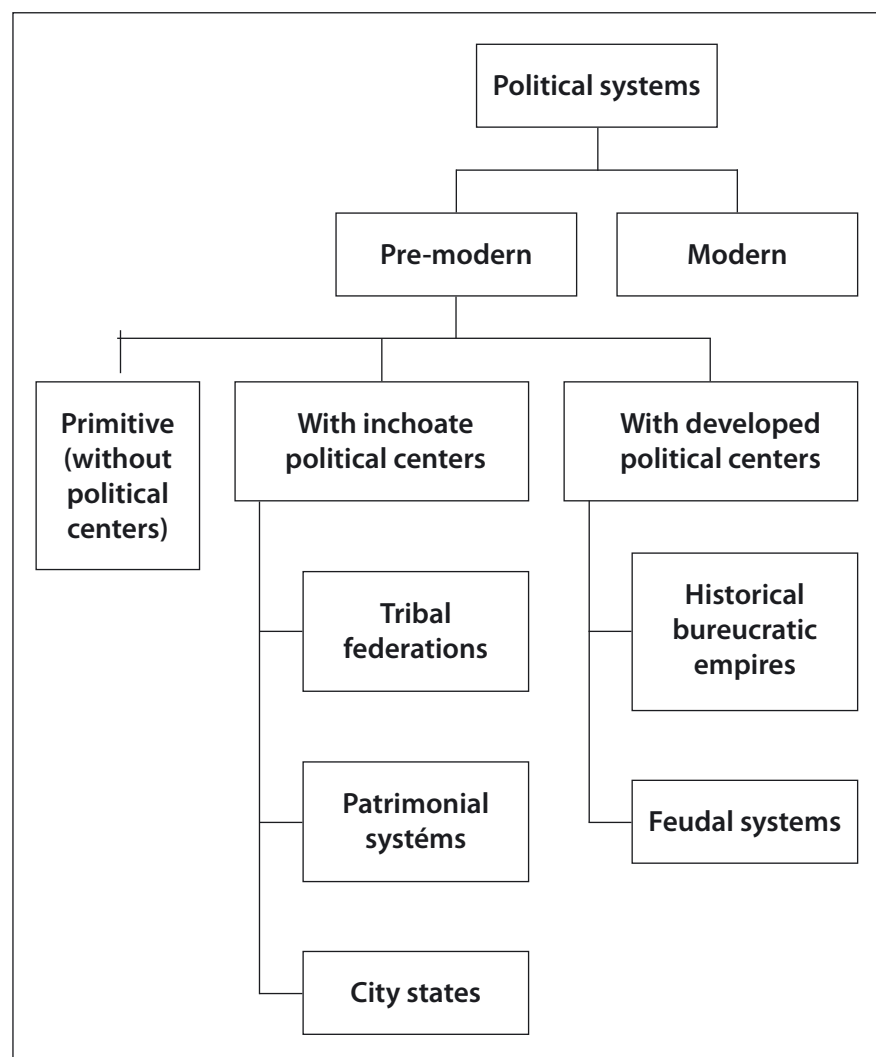 Political systems
Pre-modern
Modern
Primitive
(without
political
centers)
With inchoate
political centers
With developed
political centers
Tribal
federations
Historical
bureucratic
empires
Patrimonial
systéms
Feudal systems
City states